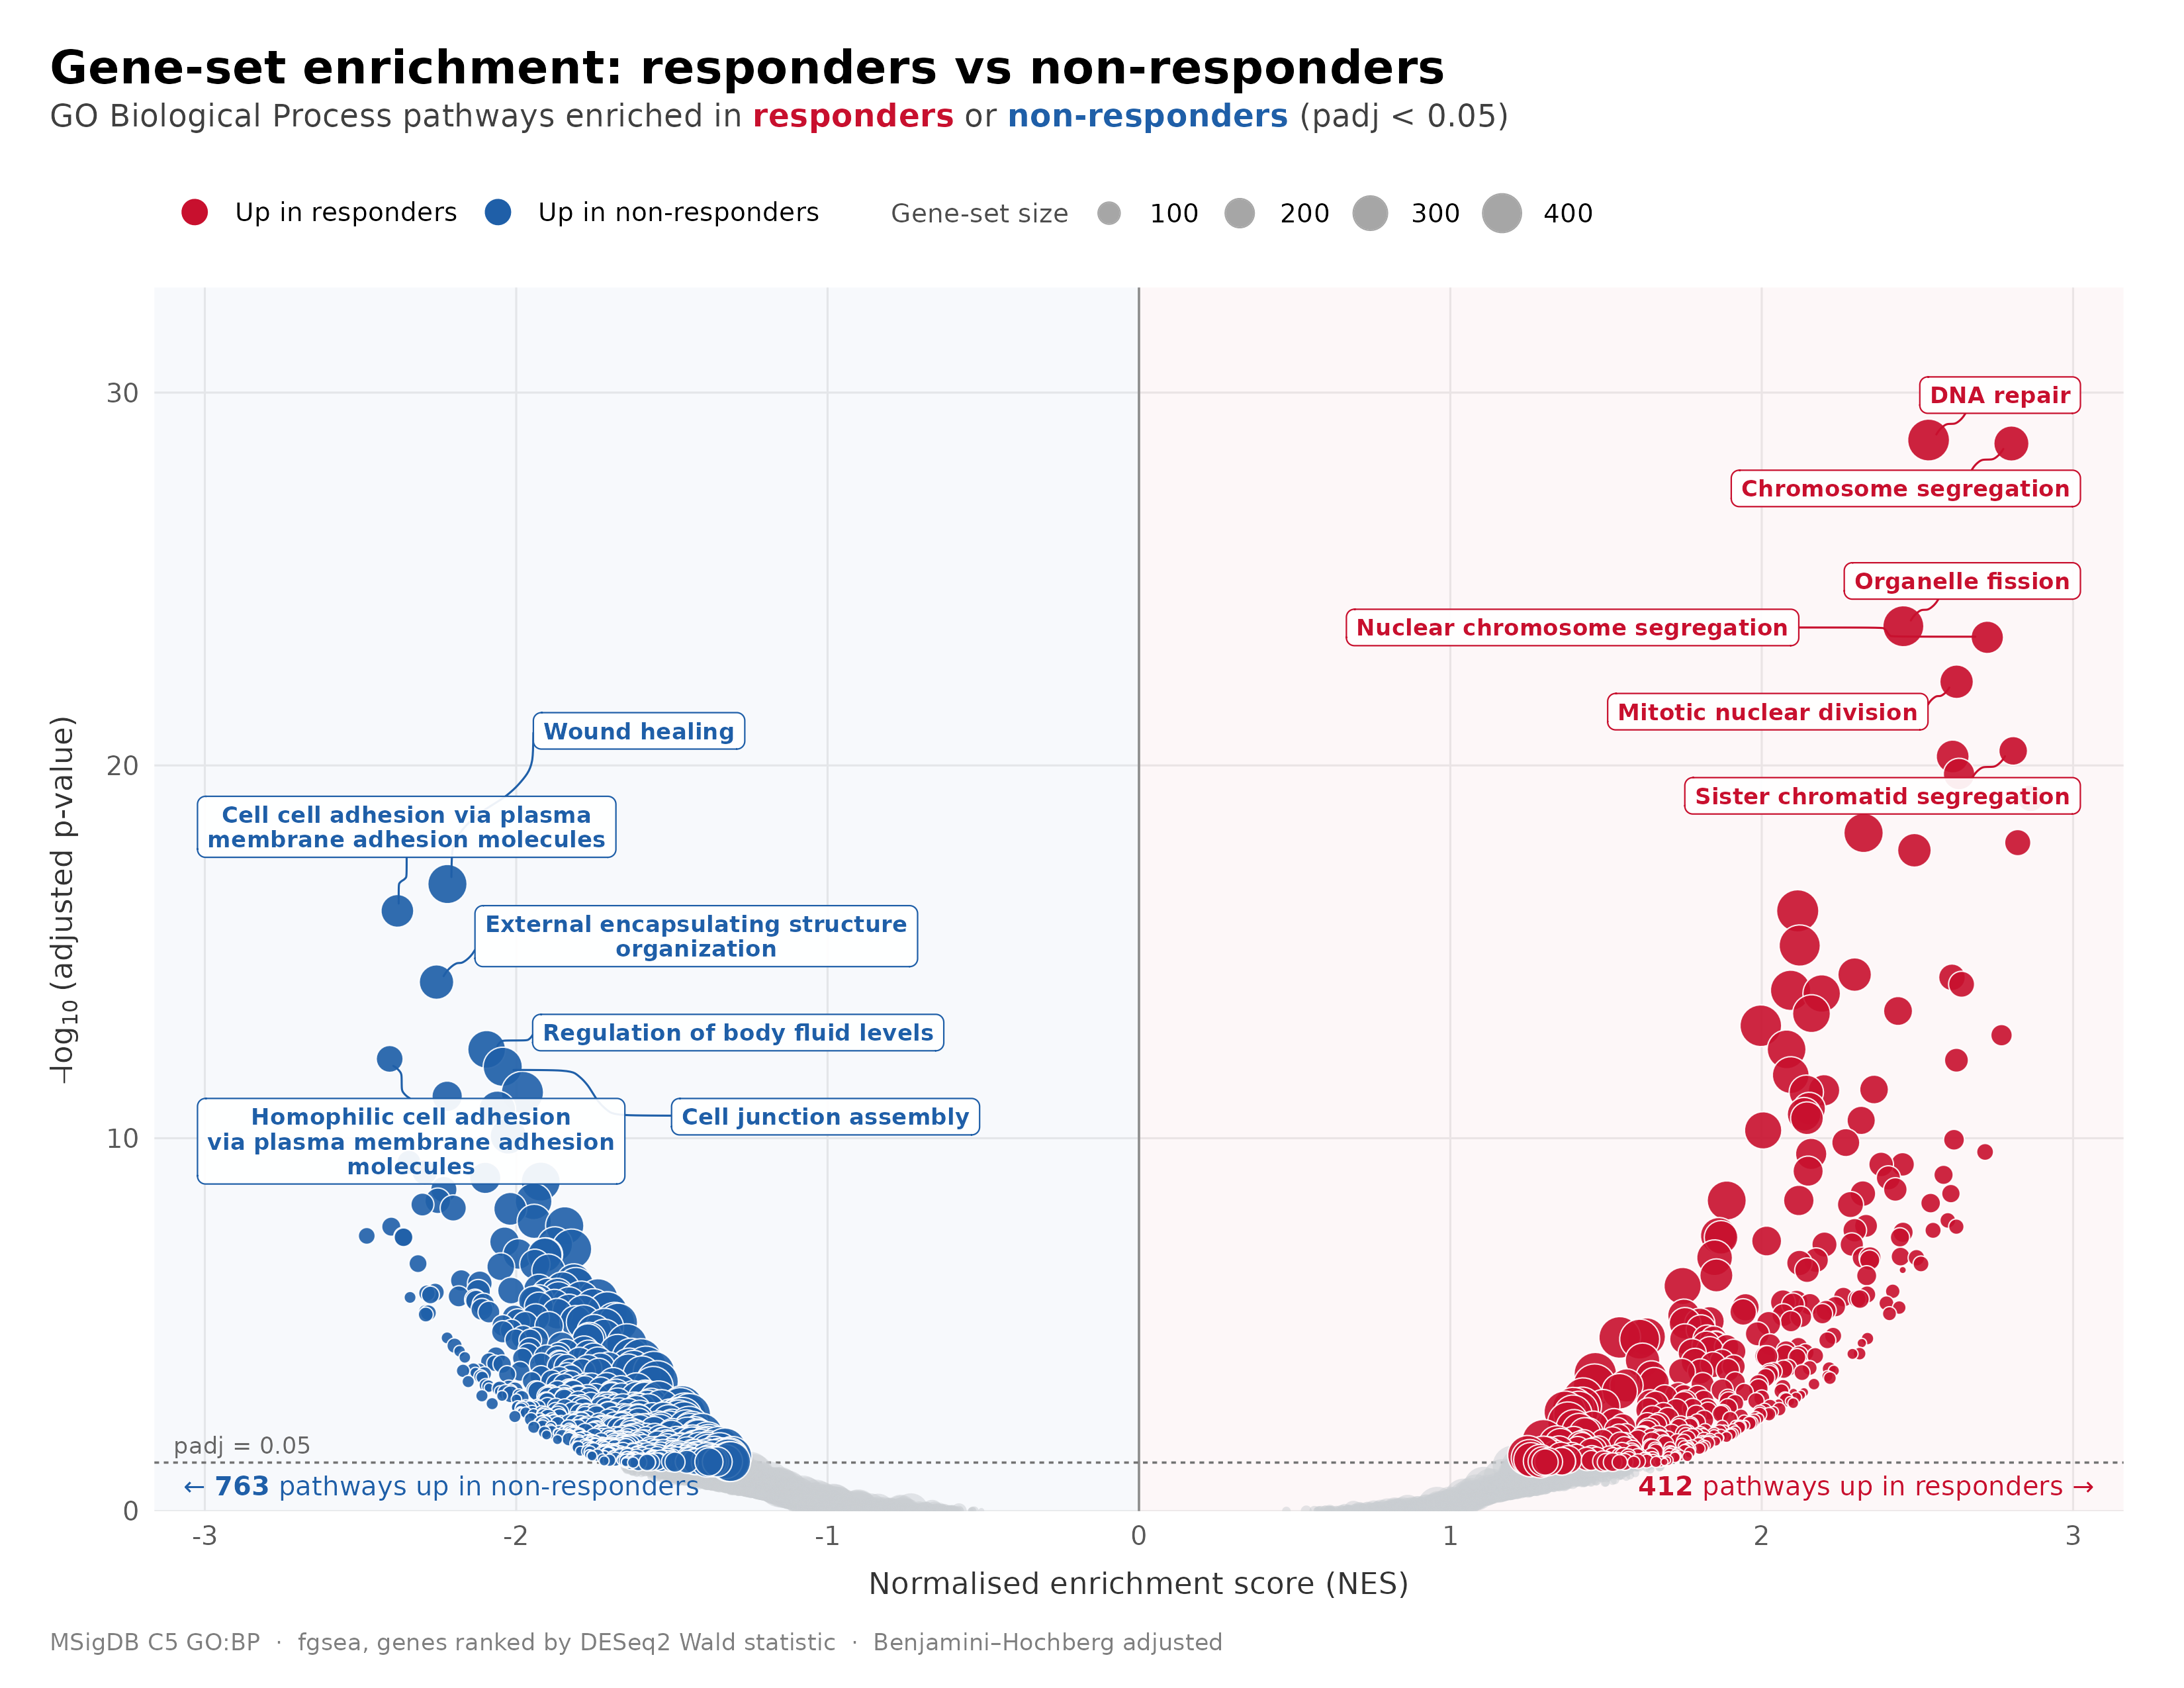 Gene-set enrichment: responders vs non-responders
GO Biological Process pathways enriched in responders or non-responders (padj < 0.05)
Up in responders Up in non-responders Gene-set size 100 200 300 400
30
20
10
0
−log₁₀ (adjusted p-value)
DNA repair
Chromosome segregation
Organelle fission
Nuclear chromosome segregation
Mitotic nuclear division
Sister chromatid segregation
Wound healing
Cell cell adhesion via plasma
membrane adhesion molecules
External encapsulating structure
organization
Regulation of body fluid levels
Cell junction assembly
Homophilic cell adhesion
via plasma membrane adhesion
molecules
padj = 0.05
← 763 pathways up in non-responders
412 pathways up in responders →
-3 -2 -1 0 1 2 3
Normalised enrichment score (NES)
MSigDB C5 GO:BP · fgsea, genes ranked by DESeq2 Wald statistic · Benjamini–Hochberg adjusted